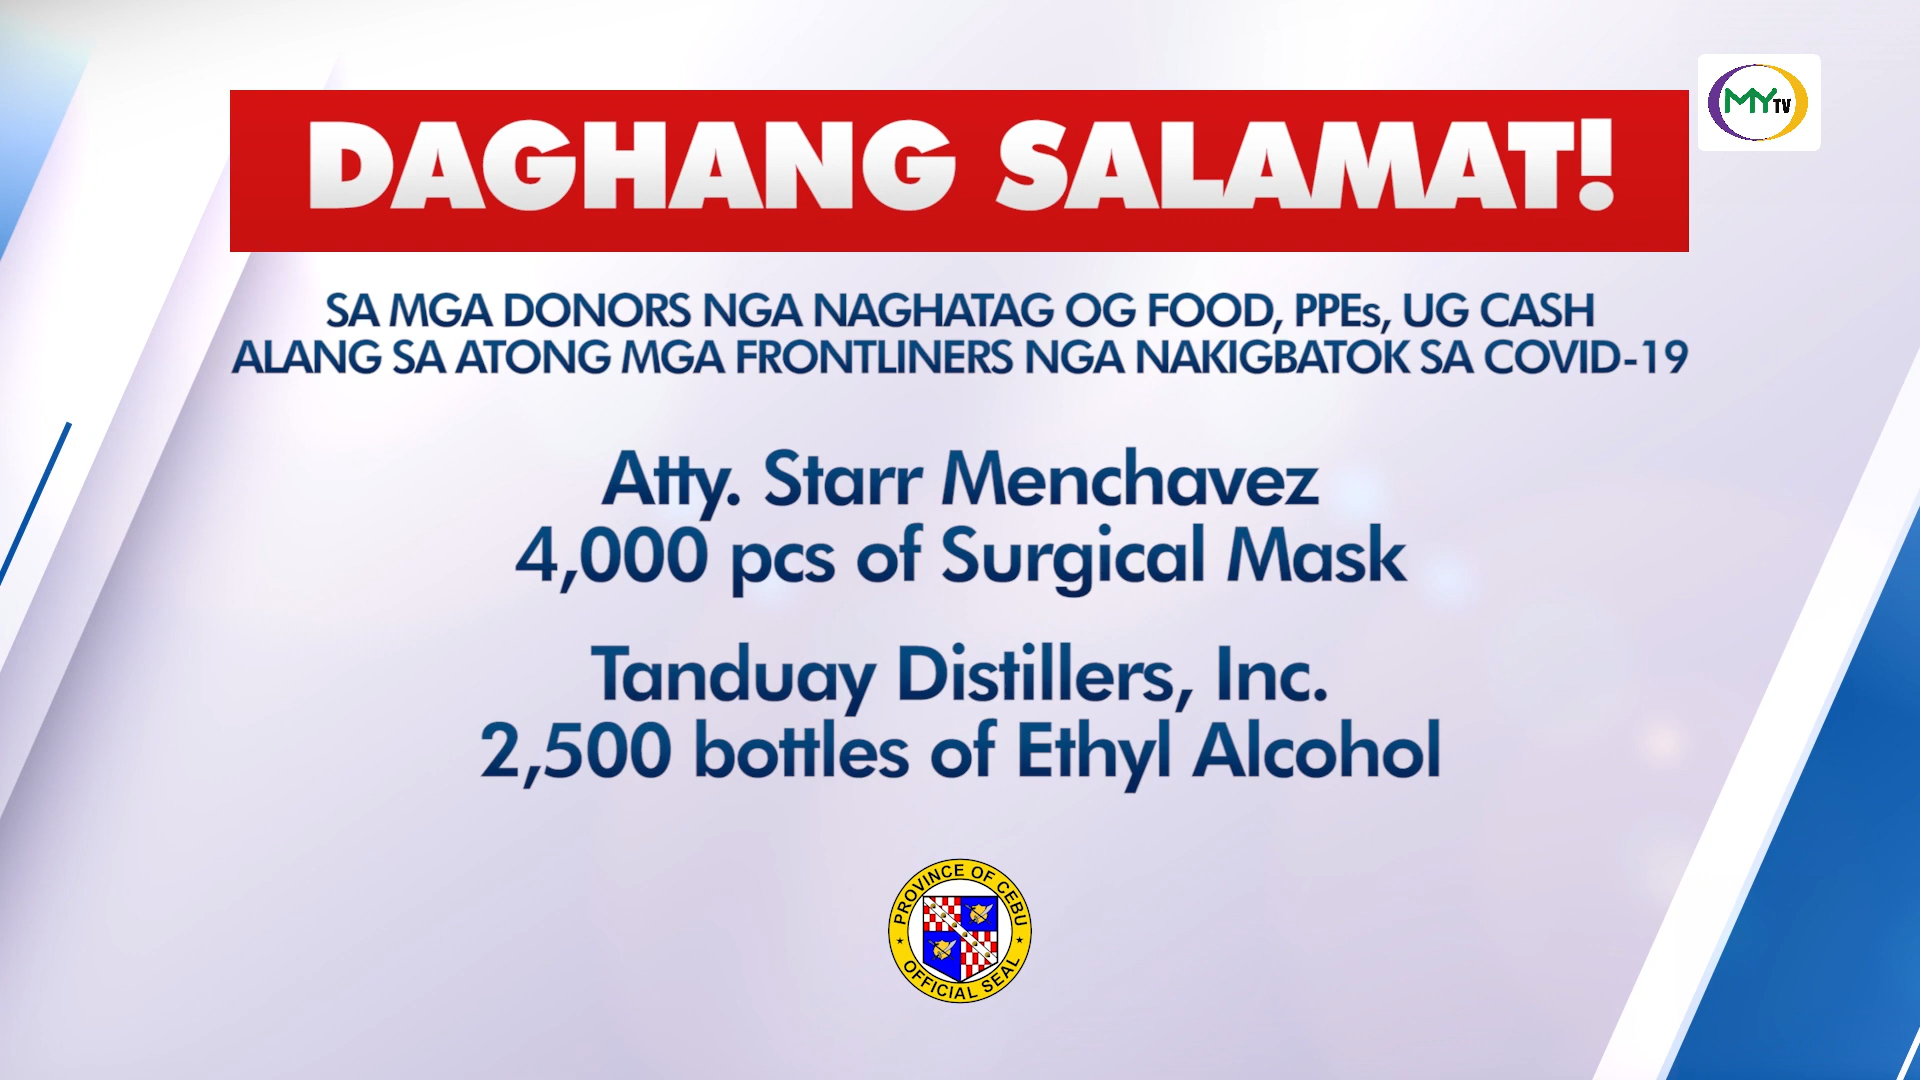 MYTV
DAGHANG SALAMAT!
SA MGA DONORS NGA NAGHATAG OG FOOD, PPEs, UG CASH
ALANG SA ATONG MGA FRONTLINERS NGA NAKIGBATOK SA COVID-19
Atty. Starr Menchavez
4,000 pcs of Surgical Mask
Tanduay Distillers, Inc.
2,500 bottles of Ethyl Alcohol
PROVINCE OF CEBU
OFFICIAL SEAL